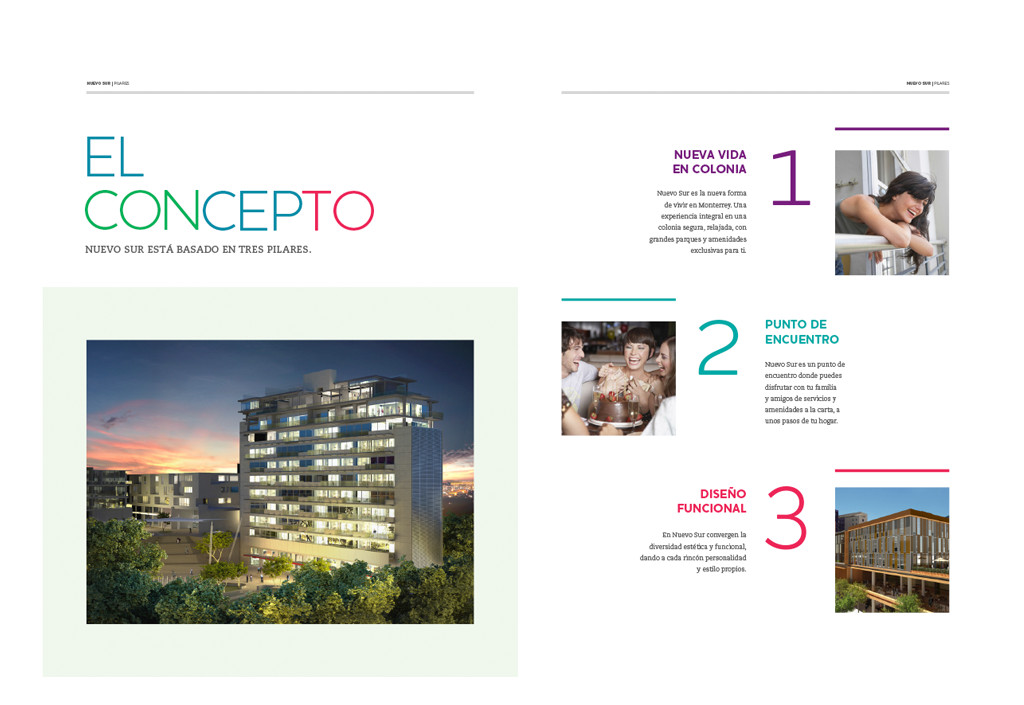 NUEVO SUR | PILARES
EL
CONCEPTO
NUEVO SUR ESTÁ BASADO EN TRES PILARES.
NUEVO SUR | PILARES
NUEVA VIDA
EN COLONIA
1
Nuevo Sur es la nueva forma
de vivir en Monterrey. Una
experiencia integral en una
colonia segura, relajada, con
grandes parques y amenidades
exclusivas para ti.
2
PUNTO DE
ENCUENTRO
Nuevo Sur es un punto de
encuentro donde puedes
disfrutar con tu familia
y amigos de servicios y
amenidades a la carta, a
unos pasos de tu hogar.
DISEÑO
FUNCIONAL
3
En Nuevo Sur convergen la
diversidad estética y funcional,
dando a cada rincón personalidad
y estilo propios.